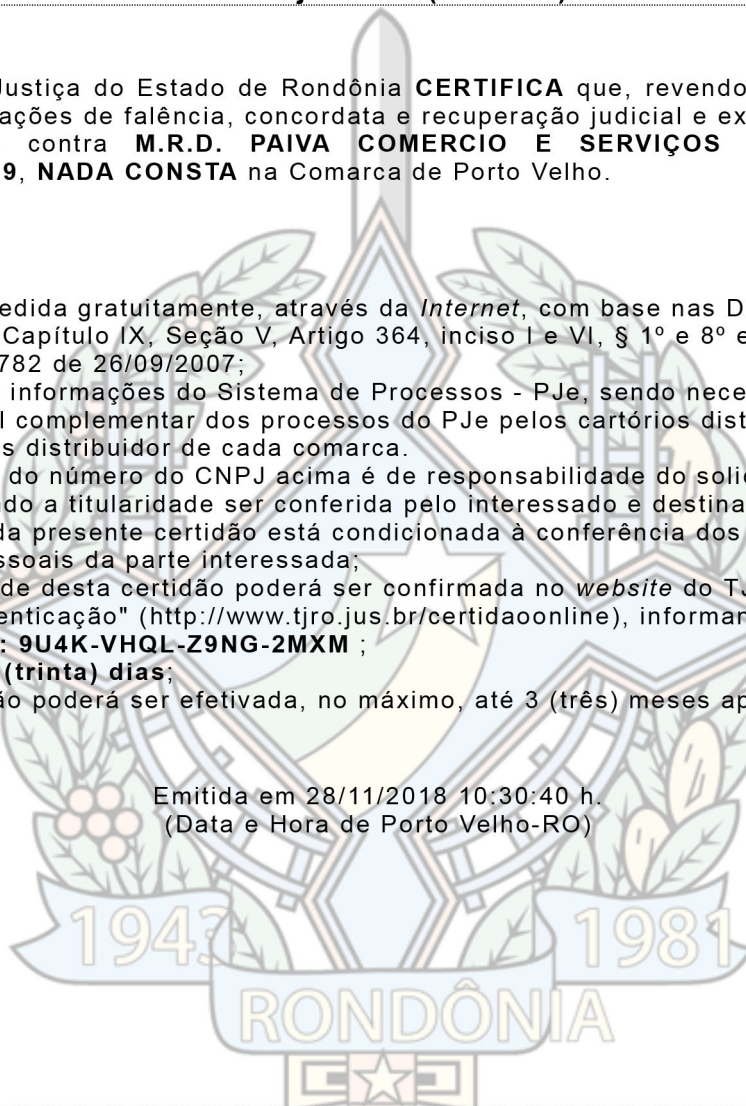 Justiça do Estado de Rondônia CERTIFICA que, revendo
ações de falência, concordata e recuperação judicial e ex
contra M.R.D. PAIVA COMERCIO E SERVIÇOS
9, NADA CONSTA na Comarca de Porto Velho.
edida gratuitamente, através da Internet, com base nas D
Capítulo IX, Seção V, Artigo 364, inciso I e VI, § 1º e 8º e
782 de 26/09/2007;
informações do Sistema de Processos - PJe, sendo nece
l complementar dos processos do PJe pelos cartórios dist
s distribuidor de cada comarca.
do número do CNPJ acima é de responsabilidade do solic
ndo a titularidade ser conferida pelo interessado e destina
da presente certidão está condicionada à conferência dos
ssoais da parte interessada;
de desta certidão poderá ser confirmada no website do TJ
enticação" (http://www.tjro.jus.br/certidaoonline), informan
: 9U4K-VHQL-Z9NG-2MXM ;
(trinta) dias;
ão poderá ser efetivada, no máximo, até 3 (três) meses ap
Emitida em 28/11/2018 10:30:40 h.
(Data e Hora de Porto Velho-RO)
1943 1981
RONDÔNIA